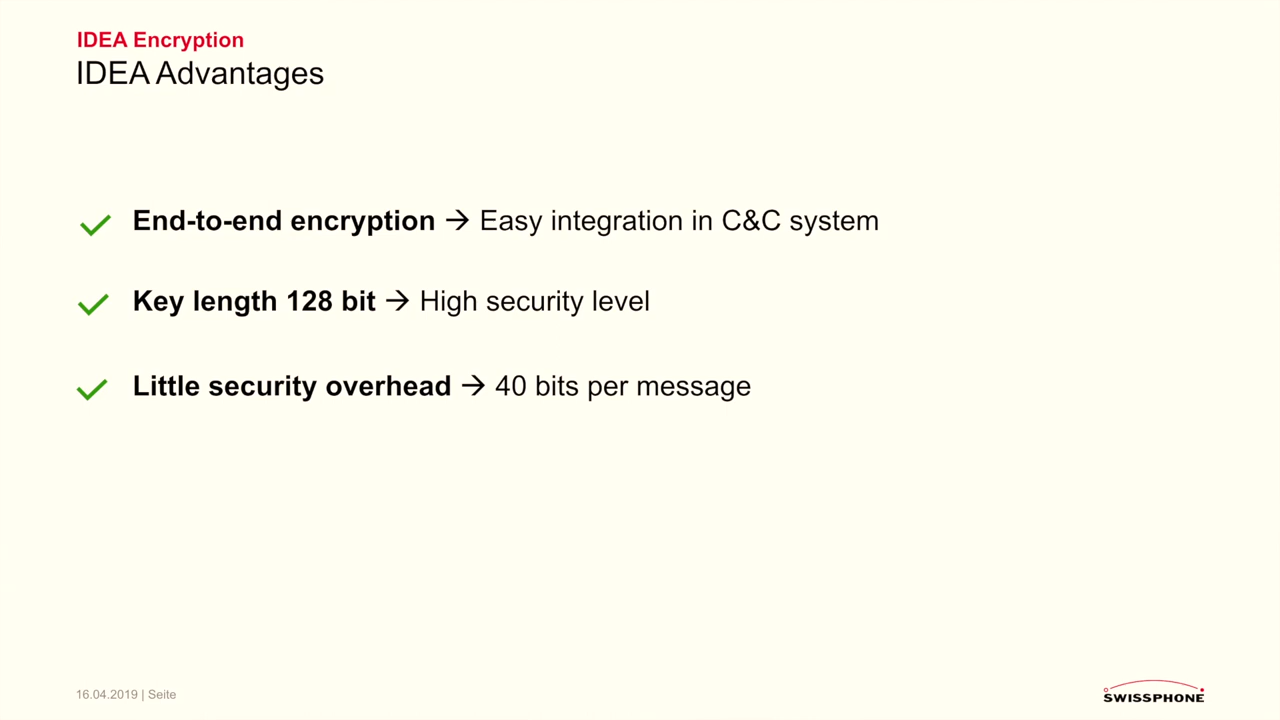 IDEA Encryption
IDEA Advantages
End-to-end encryption → Easy integration in C&C system
Key length 128 bit → High security level
Little security overhead → 40 bits per message
16.04.2019 | Seite
SWISSPHONE